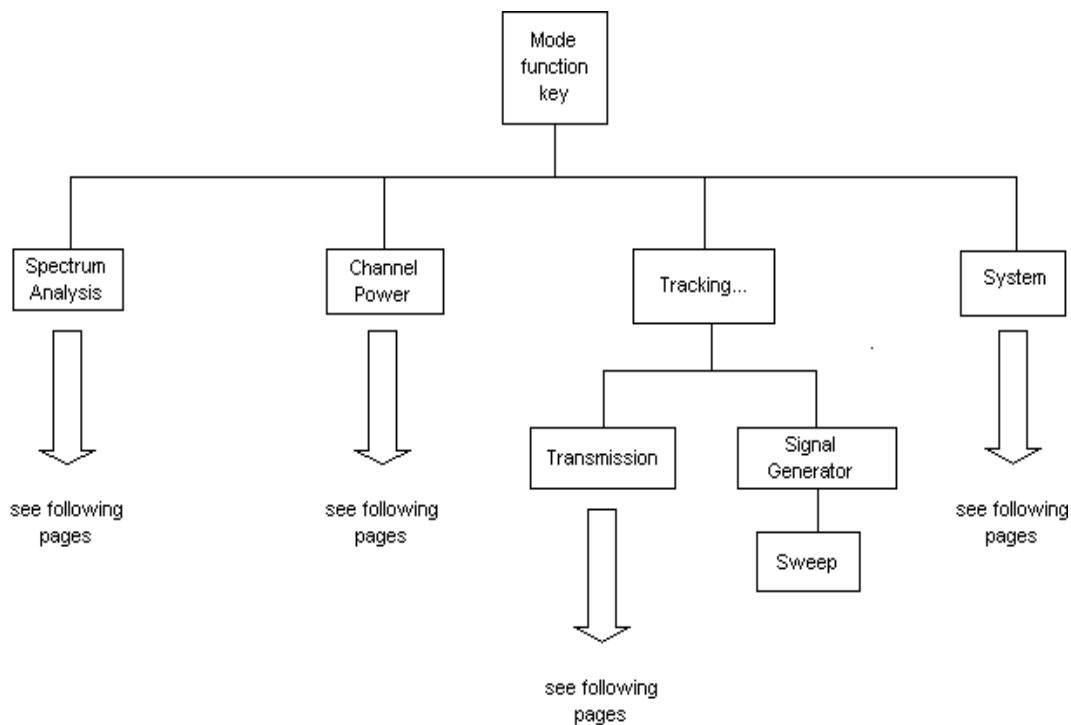 Mode
function
key
Spectrum
Analysis
Channel
Power
Tracking...
System
Transmission
Signal
Generator
see following
pages
see following
pages
see following
pages
Sweep
see following
pages